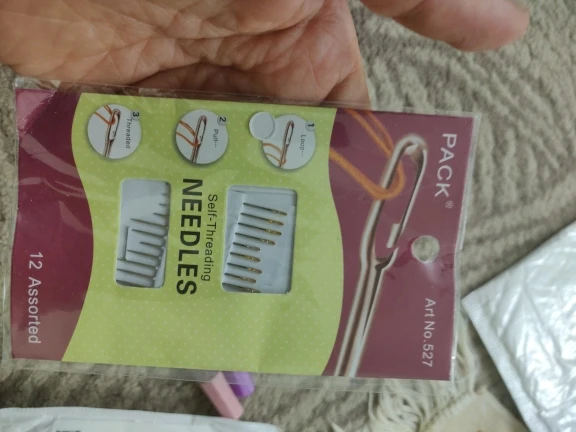 PACK®
Art No.527
1
Loop...
2
Pull...
3
Threaded
Self-Threading
NEEDLES
12 Assorted